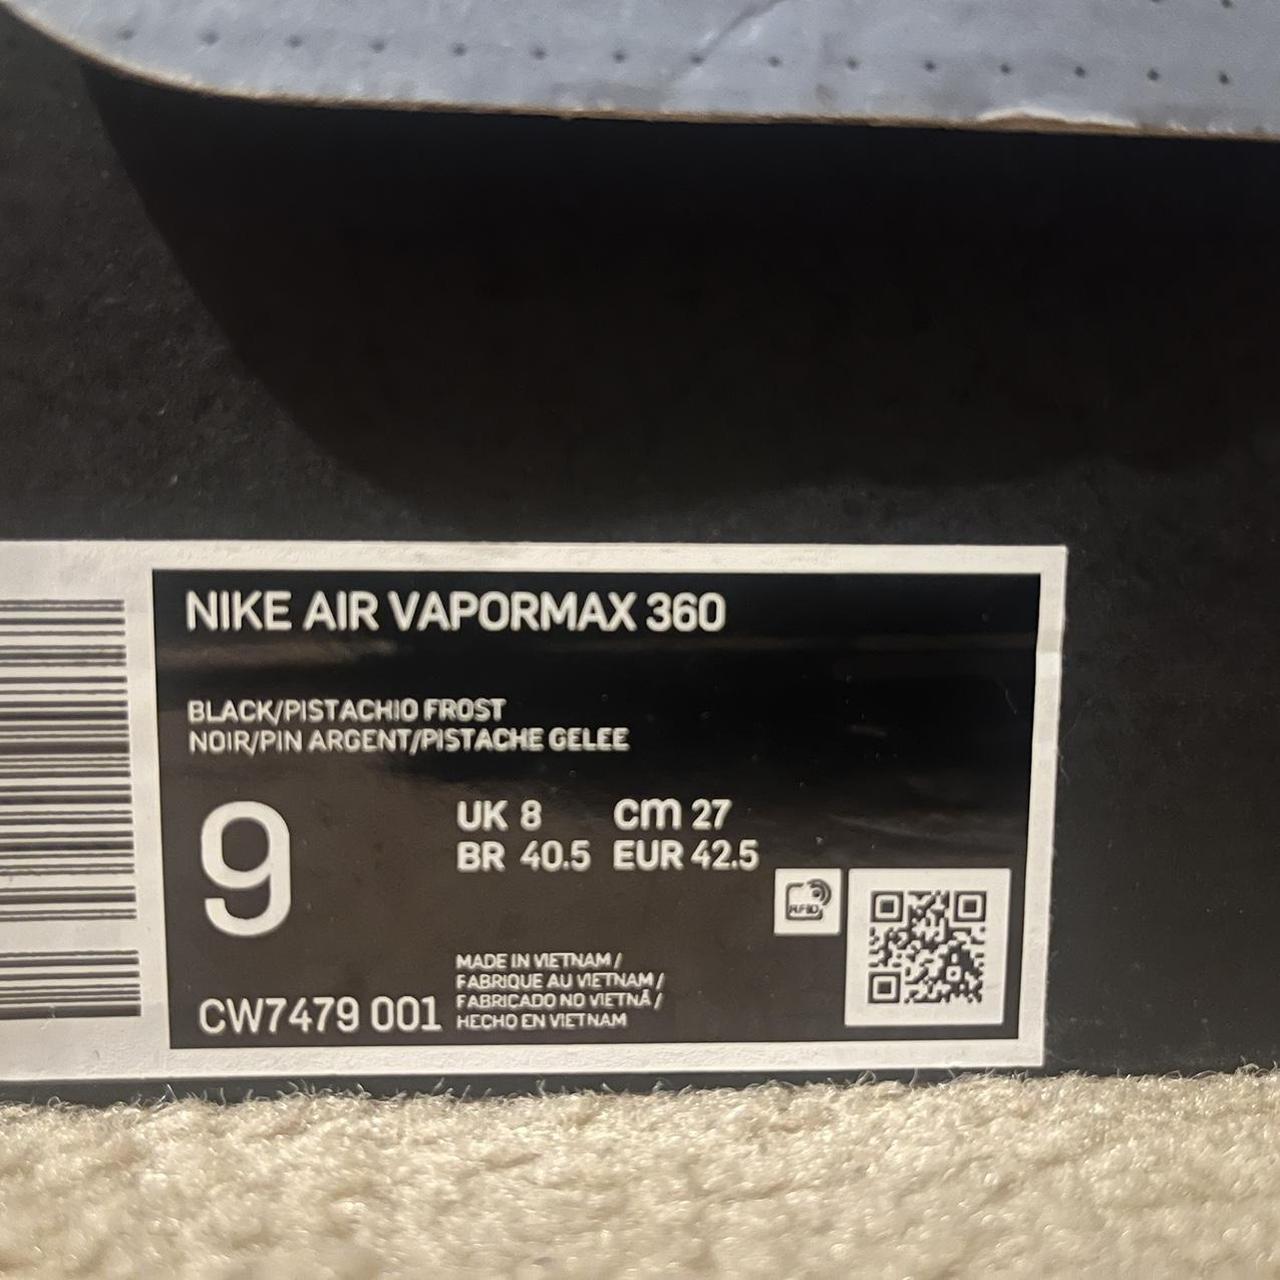 NIKE AIR VAPORMAX 360
BLACK/PISTACHIO FROST
NOIR/PIN ARGENT/PISTACHE GELEE
9
UK 8 cm 27
BR 40.5 EUR 42.5
RFID
MADE IN VIETNAM /
FABRIQUE AU VIETNAM /
FABRICADO NO VIETNÃ /
HECHO EN VIETNAM
CW7479 001